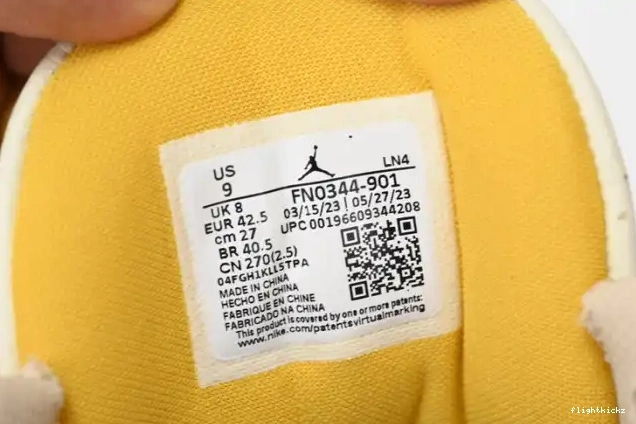 US
9
LN4
UK 8
FN0344-901
EUR 42.5
03/15/23 | 05/27/23
cm 27
UPC 00196609344208
BR 40.5
CN 270(2.5)
04FGH1KLL5TPA
MADE IN CHINA
HECHO EN CHINA
FABRIQUE EN CHINE
FABRICADO NA CHINA
This product is covered by one or more patents:
www.nike.com/patentsvirtualmarking
flightkickz